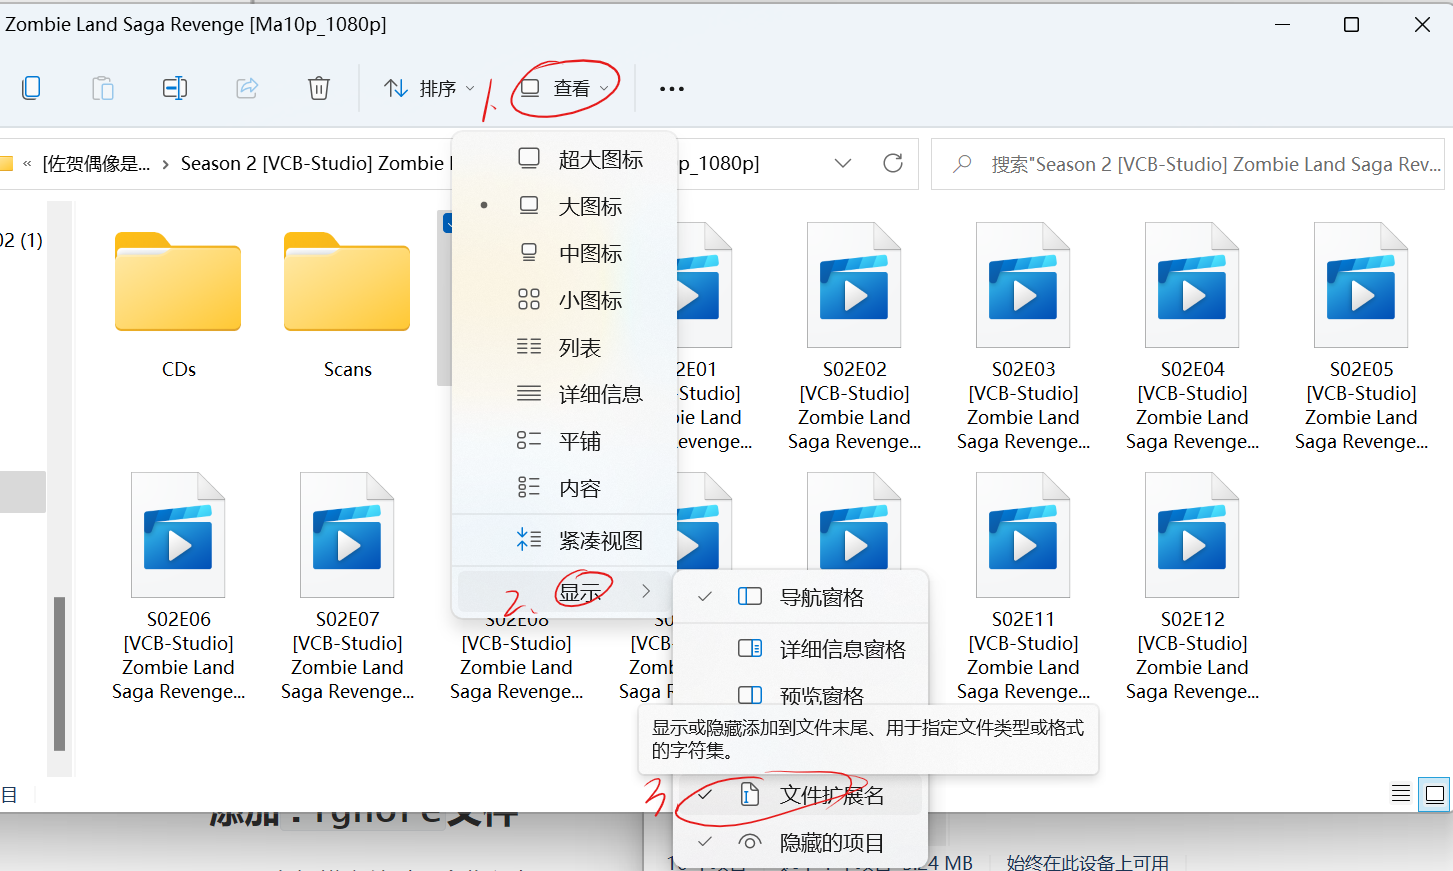 Zombie Land Saga Revenge [Ma10p_1080p]
排序
1、
查看
«
[佐贺偶像是...
Season 2 [VCB-Studio] Zombie
p_1080p]
搜索"Season 2 [VCB-Studio] Zombie Land Saga Rev...
02 (1)
超大图标
大图标
中图标
小图标
列表
详细信息
平铺
内容
紧凑视图
2、
显示
CDs
Scans
2E01
-Studio]
bie Land
Revenge...
S02E02
[VCB-Studio]
Zombie Land
Saga Revenge...
S02E03
[VCB-Studio]
Zombie Land
Saga Revenge...
S02E04
[VCB-Studio]
Zombie Land
Saga Revenge...
S02E05
[VCB-Studio]
Zombie Land
Saga Revenge...
S02E06
[VCB-Studio]
Zombie Land
Saga Revenge...
S02E07
[VCB-Studio]
Zombie Land
Saga Revenge...
S02E08
[VCB-Studio]
Zombie Land
Saga Revenge...
S0
[VCB
Zom
Saga
S02E11
[VCB-Studio]
Zombie Land
Saga Revenge...
S02E12
[VCB-Studio]
Zombie Land
Saga Revenge...
导航窗格
详细信息窗格
预览窗格
显示或隐藏添加到文件末尾、用于指定文件类型或格式
的字符集。
3
文件扩展名
隐藏的项目
目
添加.ignore文件
24 MB
始终在此设备上可用